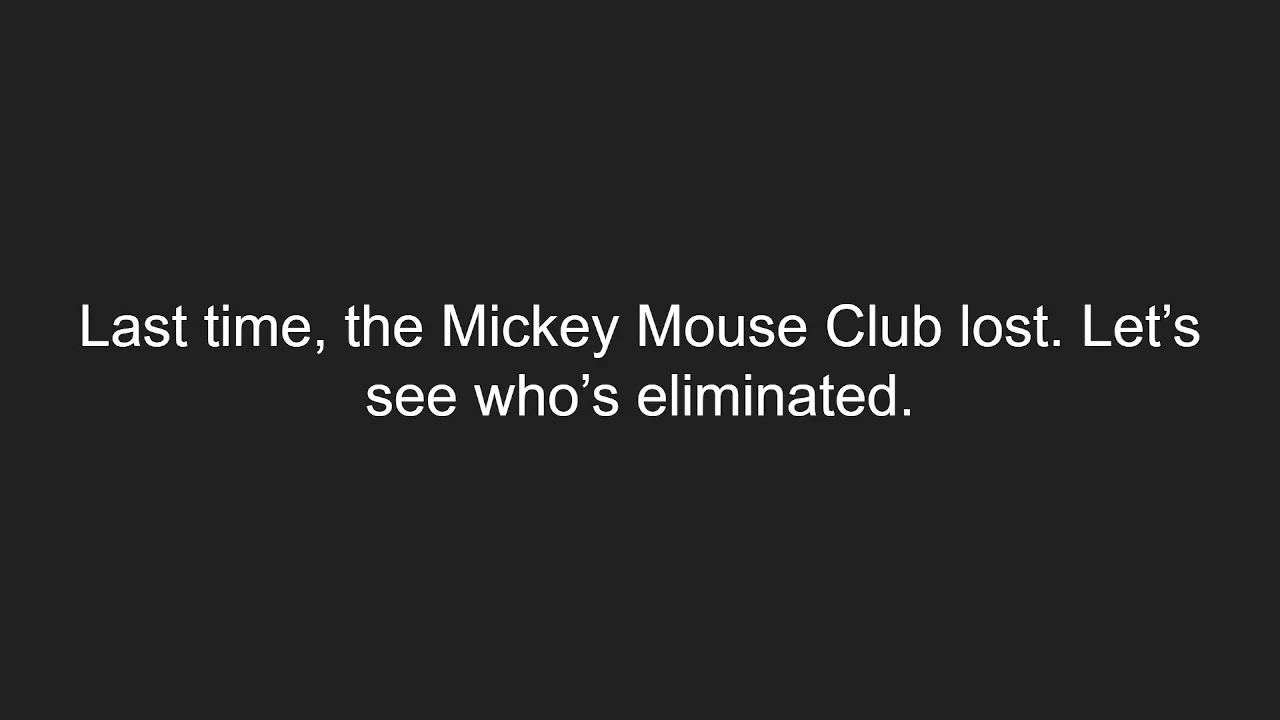 Last time, the Mickey Mouse Club lost. Let’s
see who’s eliminated.